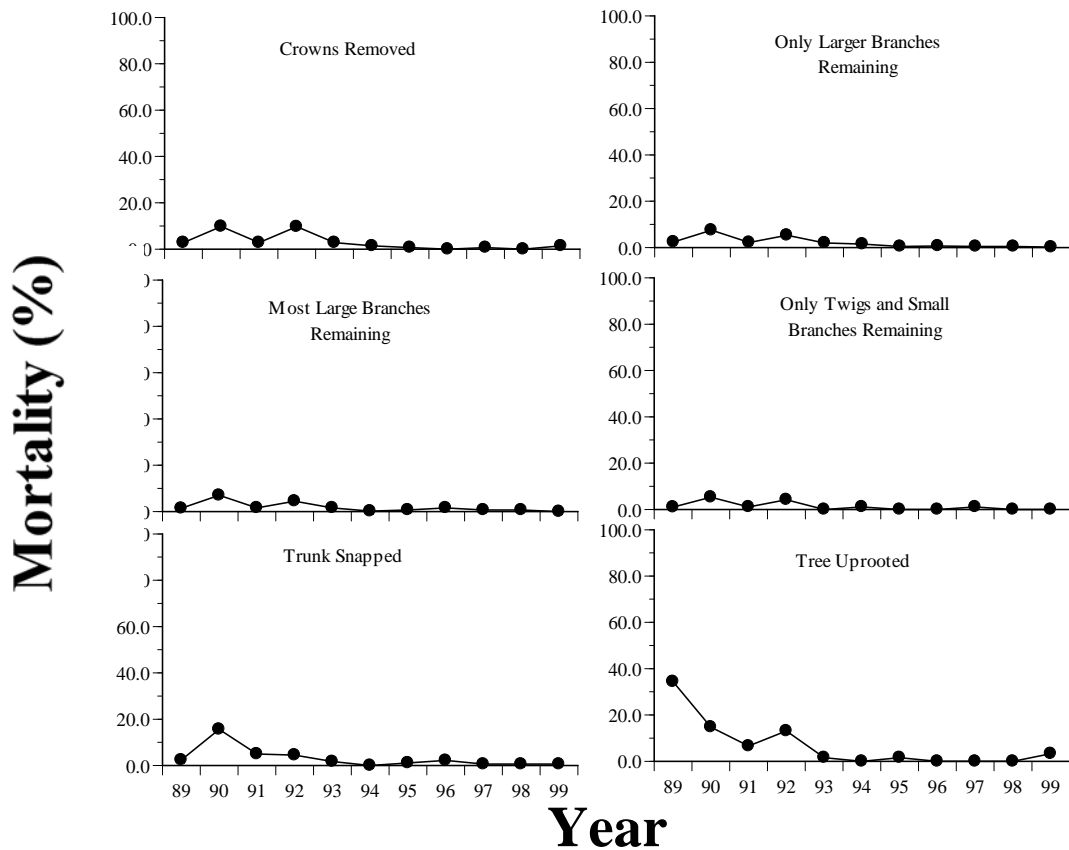 100.0
80.0
60.0
40.0
20.0
Crowns Removed
100.0
80.0
60.0
40.0
20.0
0.0
Only Larger Branches
Remaining
Most Large Branches
Remaining
100.0
80.0
60.0
40.0
20.0
0.0
Only Twigs and Small
Branches Remaining
Trunk Snapped
60.0
40.0
20.0
0.0
89 90 91 92 93 94 95 96 97 98 99
100.0
80.0
60.0
40.0
20.0
0.0
Tree Uprooted
89 90 91 92 93 94 95 96 97 98 99
Mortality (%)
Year